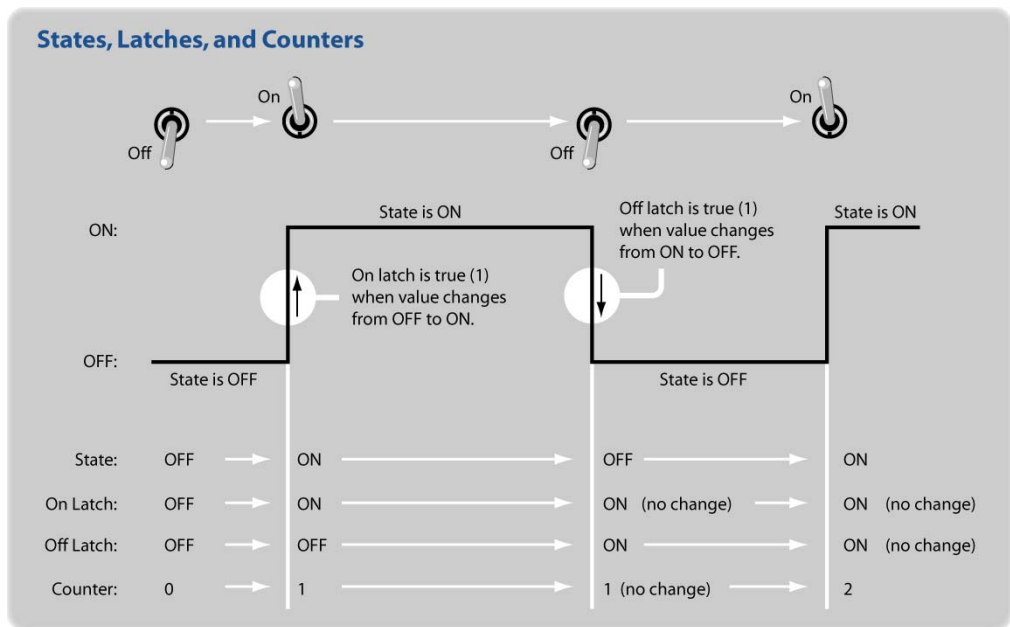 States, Latches, and Counters
On
On
Off
Off
State is ON
Off latch is true (1)
when value changes
from ON to OFF.
State is ON
ON:
On latch is true (1)
when value changes
from OFF to ON.
OFF:
State is OFF
State is OFF
State: OFF ON OFF ON
On Latch: OFF ON ON (no change) ON (no change)
Off Latch: OFF OFF ON ON (no change)
Counter: 0 1 1 (no change) 2